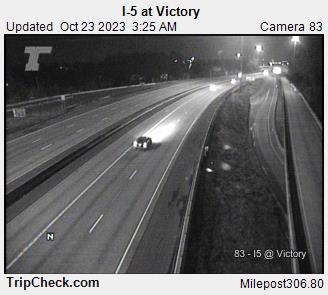 I-5 at Victory
Updated Oct 23 2023 3:25 AM Camera 83
T
N
83 - I5 @ Victory
TripCheck.com Milepost306.80